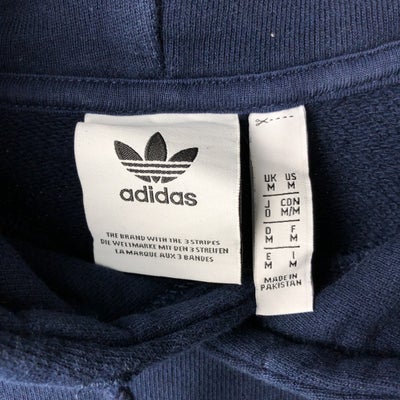 adidas
THE BRAND WITH THE 3 STRIPES
DIE WELTMARKE MIT DEN 3 STREIFEN
LA MARQUE AUX 3 BANDES
UK US
M M
J CDN
O M/M
D F
M M
E I
M M
MADE IN
PAKISTAN